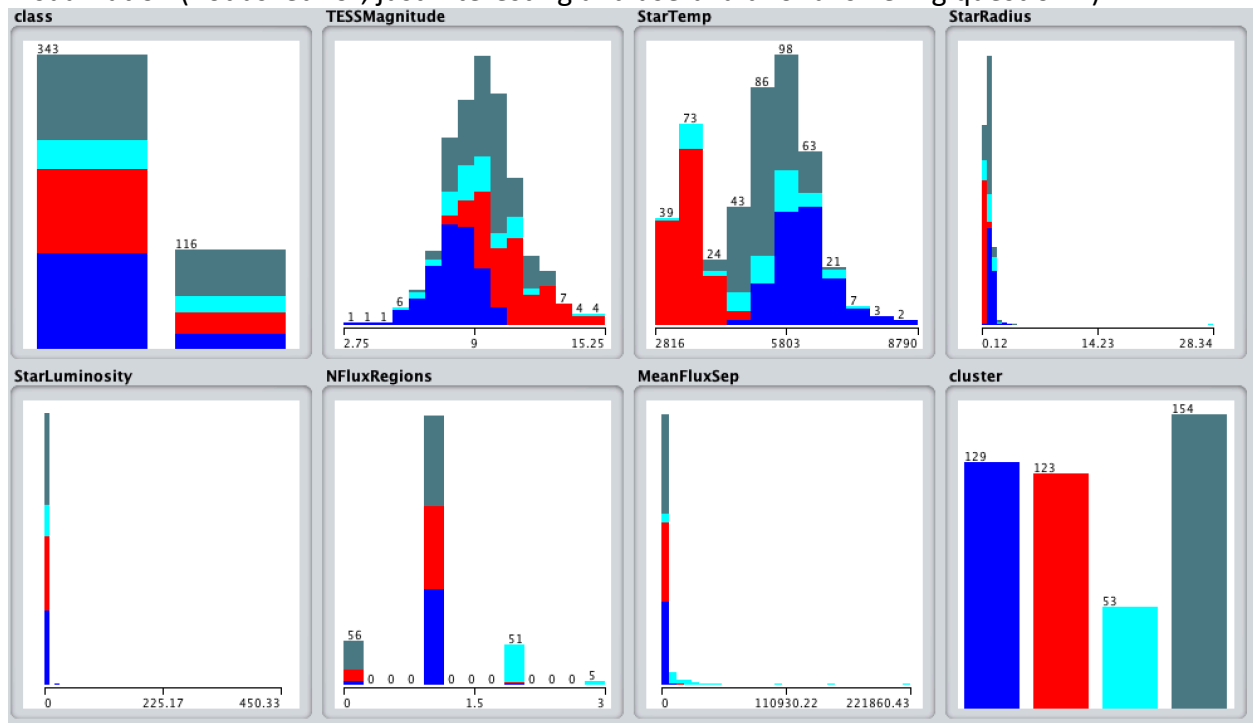 class
TESSMagnitude
StarTemp
StarRadius
343
116
1 1 1 6 7 4 4
2.75 9 15.25
39 73 24 43 86 98 63 21 7 3 2
2816 5803 8790
0.12 14.23 28.34
StarLuminosity
NFluxRegions
MeanFluxSep
cluster
0 225.17 450.33
56 0 0 0 0 0 0 51 0 0 0 5
0 1.5 3
0 110930.22 221860.43
129 123 53 154